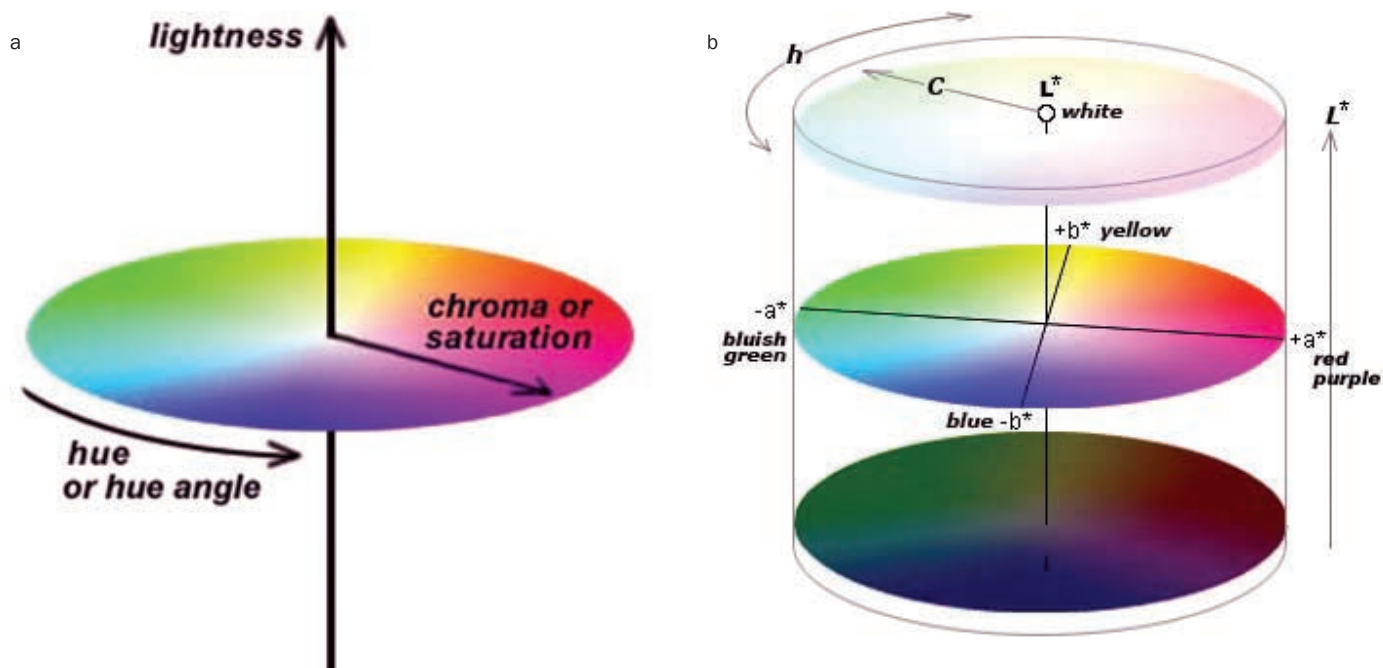 a
lightness
chroma or
saturation
hue
or hue angle
b
h
C
L*
white
L*
+b* yellow
-a*
bluish
green
+a*
red
purple
blue -b*